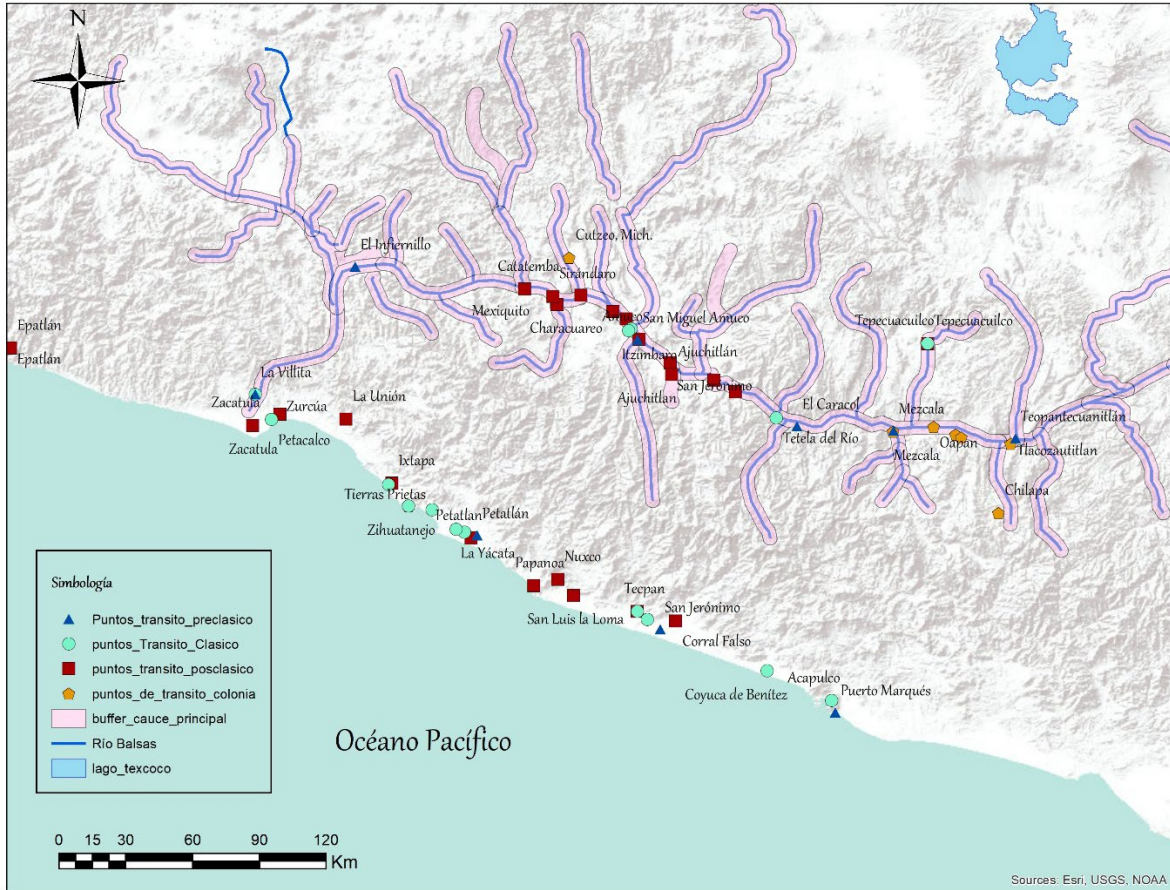 N
El Infiernillo
Cutzeo, Mich.
Catatemba
Sirándaro
Mexiquito
Characuareo
Amuco
San Miguel Amuco
Tepecuacuilco
Tepecuacuilco
Epatlán
Epatlán
Itzimbaro
Ajuchitlán
La Villita
Zacatula
Zurcúa
La Unión
Ajuchitlan
San Jerónimo
El Caracol
Mezcala
Teopantecuanitlán
Zacatula
Petacalco
Tetela del Río
Mezcala
Oapan
Tlacozautitlan
Ixtapa
Tierras Prietas
Chilapa
Petatlan
Petatlán
Zihuatanejo
La Yácata
Papanoa
Nuxco
Tecpan
San Luis la Loma
San Jerónimo
Corral Falso
Acapulco
Coyuca de Benítez
Puerto Marqués
Océano Pacífico
Simbología
Puntos_transito_preclasico
puntos_Transito_Clasico
puntos_transito_posclasico
puntos_de_transito_colonia
buffer_cauce_principal
Río Balsas
lago_texcoco
0 15 30 60 90 120
Km
Sources: Esri, USGS, NOAA